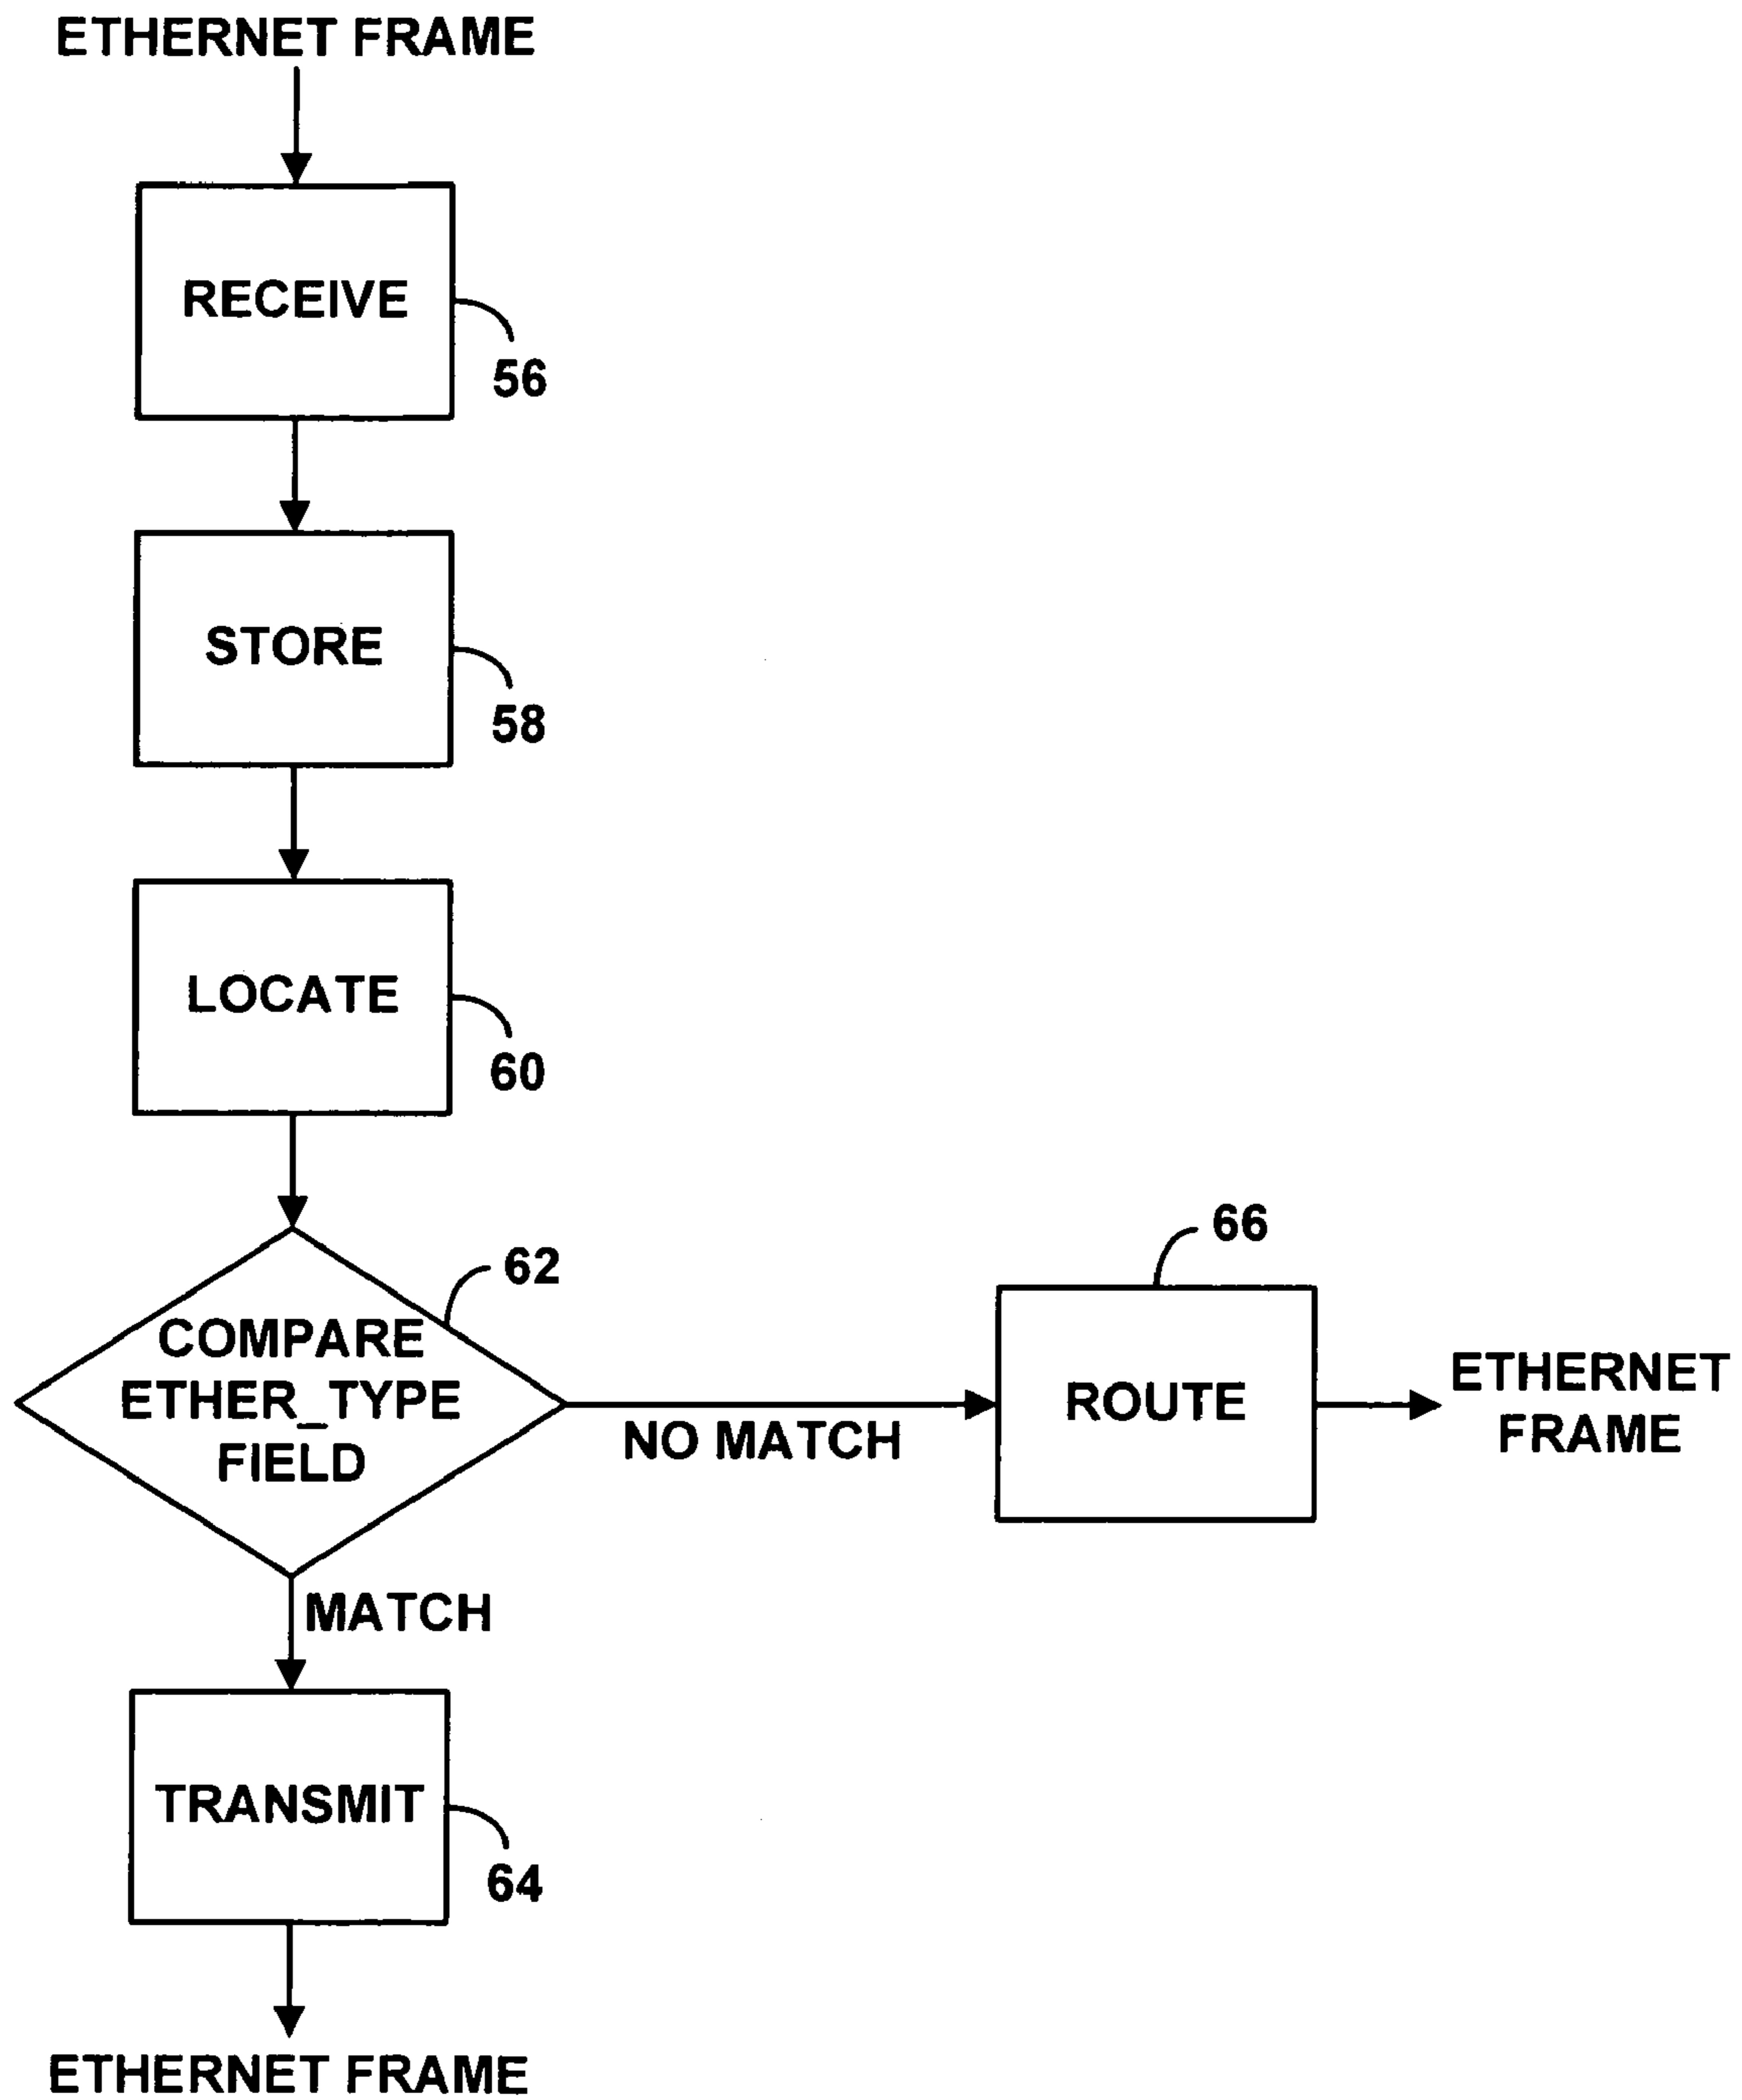 ETHERNET FRAME
RECEIVE
56
STORE
58
LOCATE
60
62
COMPARE
ETHER_TYPE
FIELD
NO MATCH
66
ROUTE
ETHERNET
FRAME
MATCH
TRANSMIT
64
ETHERNET FRAME